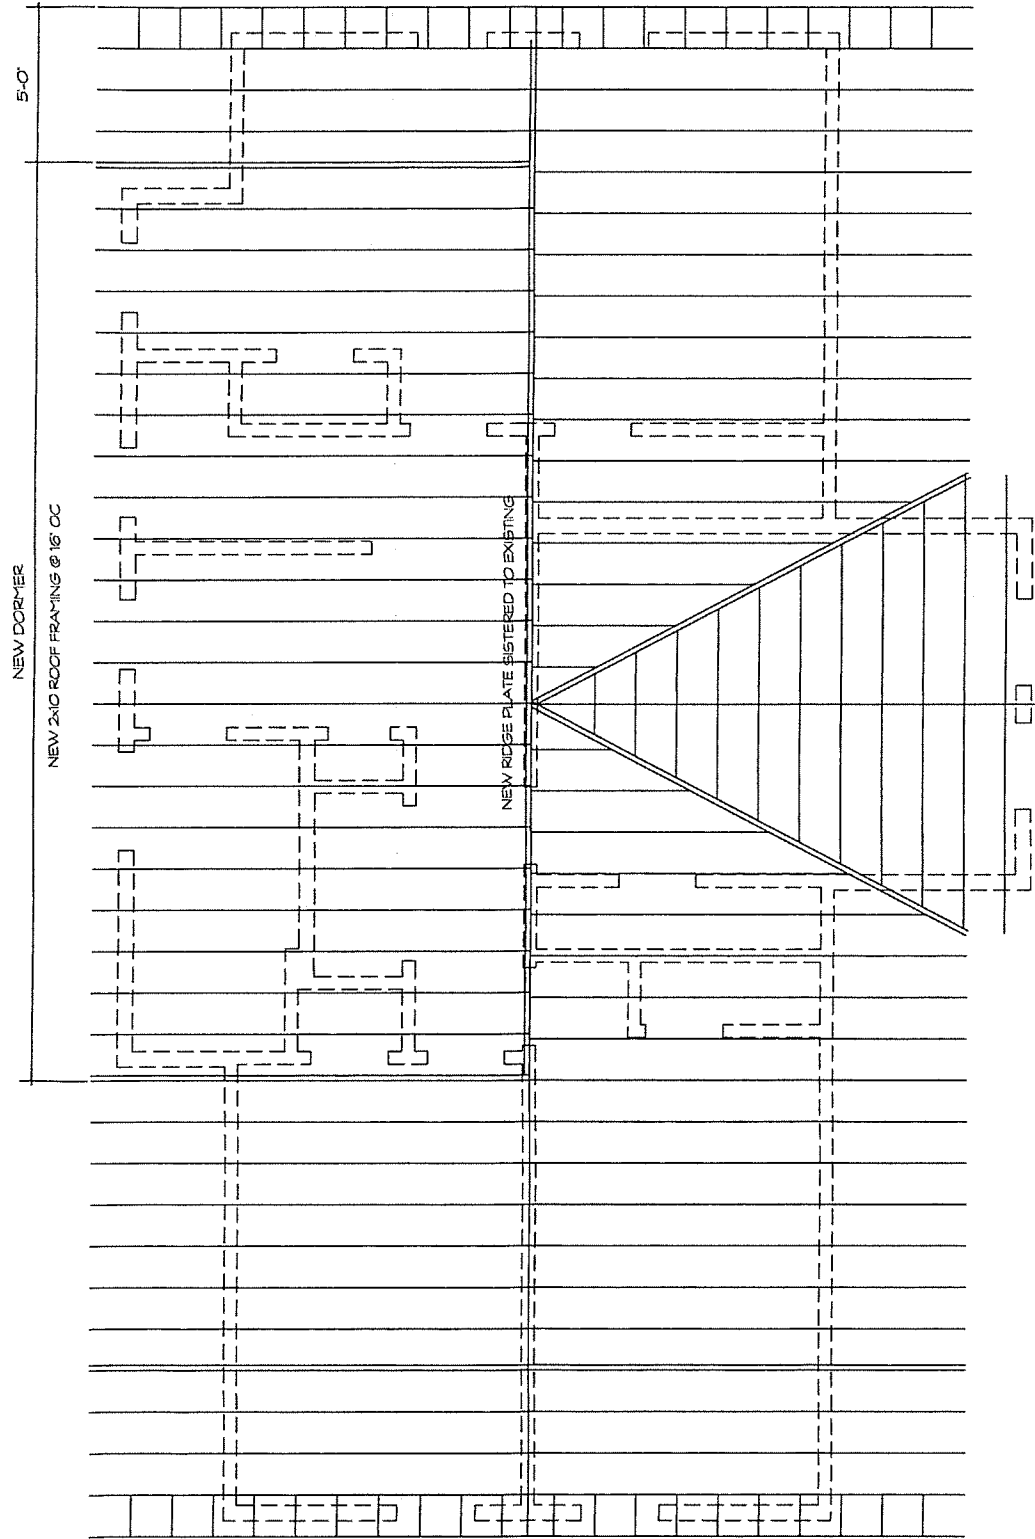 5'-0"
NEW DORMER
NEW 2x10 ROOF FRAMING @ 16" OC
NEW RIDGE PLATE SISTERED TO EXISTING